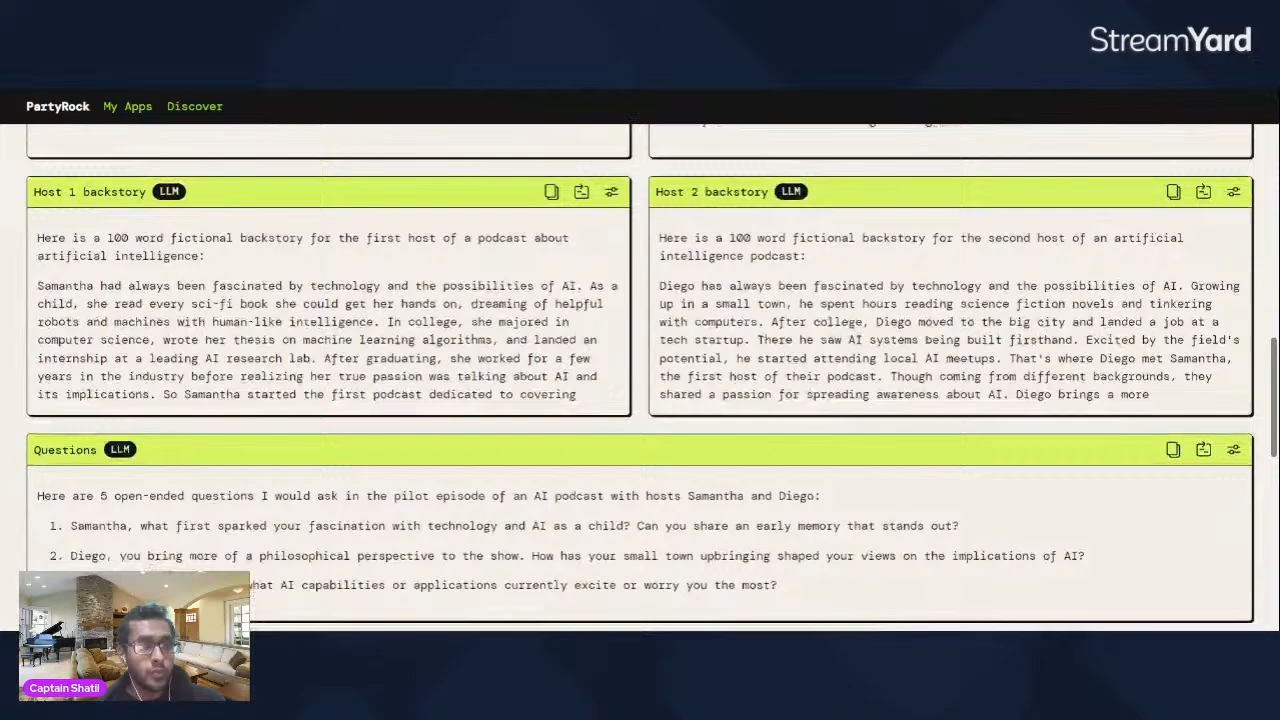 StreamYard
PartyRock My Apps Discover
Host 1 backstory LLM
Here is a 100 word fictional backstory for the first host of a podcast about
artificial intelligence:
Samantha had always been fascinated by technology and the possibilities of AI. As a
child, she read every sci-fi book she could get her hands on, dreaming of helpful
robots and machines with human-like intelligence. In college, she majored in
computer science, wrote her thesis on machine learning algorithms, and landed an
internship at a leading AI research lab. After graduating, she worked for a few
years in the industry before realizing her true passion was talking about AI and
its implications. So Samantha started the first podcast dedicated to covering
Host 2 backstory LLM
Here is a 100 word fictional backstory for the second host of an artificial
intelligence podcast:
Diego has always been fascinated by technology and the possibilities of AI. Growing
up in a small town, he spent hours reading science fiction novels and tinkering
with computers. After college, Diego moved to the big city and landed a job at a
tech startup. There he saw AI systems being built firsthand. Excited by the field's
potential, he started attending local AI meetups. That's where Diego met Samantha,
the first host of their podcast. Though coming from different backgrounds, they
shared a passion for spreading awareness about AI. Diego brings a more
Questions LLM
Here are 5 open-ended questions I would ask in the pilot episode of an AI podcast with hosts Samantha and Diego:
1. Samantha, what first sparked your fascination with technology and AI as a child? Can you share an early memory that stands out?
2. Diego, you bring more of a philosophical perspective to the show. How has your small town upbringing shaped your views on the implications of AI?
AI capabilities or applications currently excite or worry you the most?
Captain Shatil